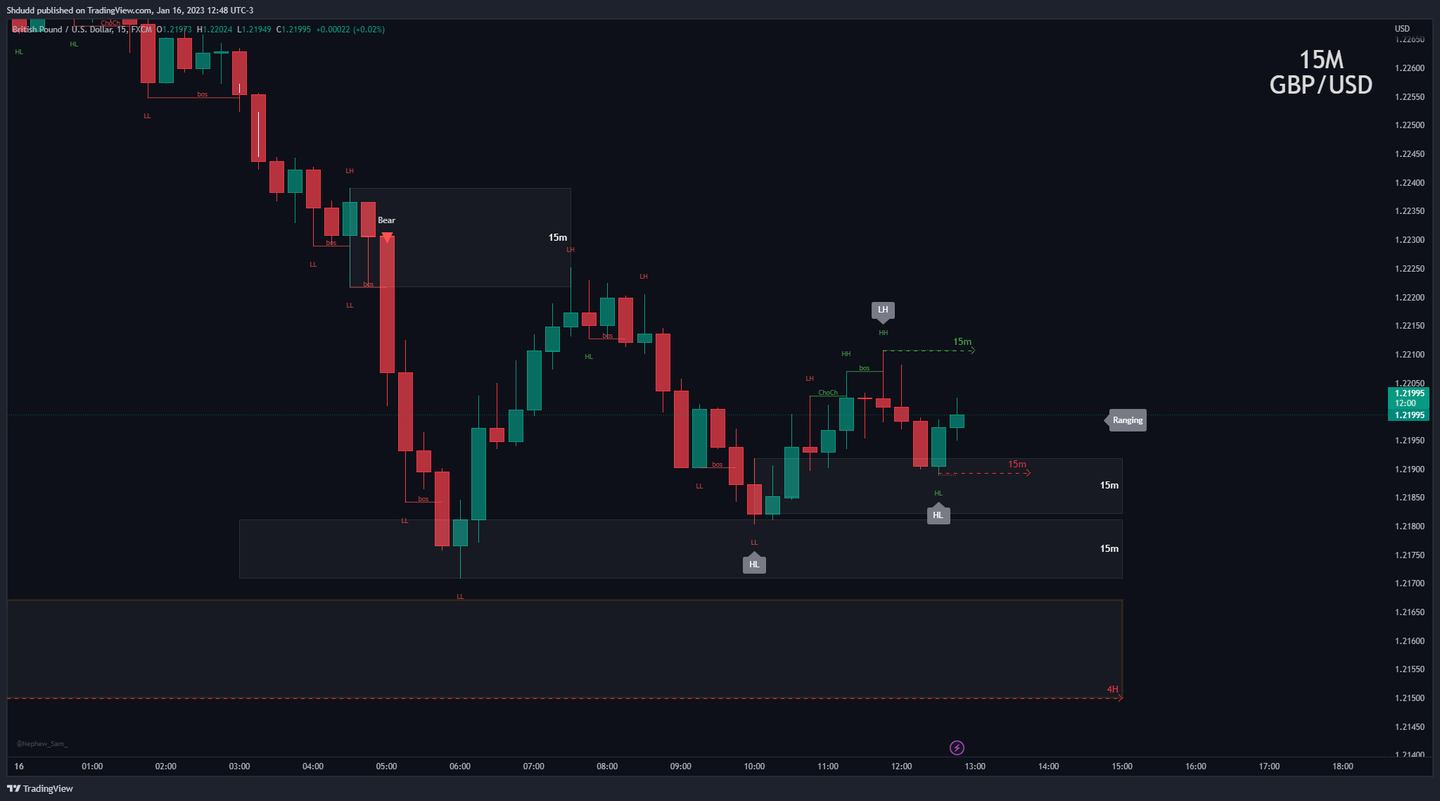 Shdudd published on TradingView.com, Jan 16, 2023 12:48 UTC-3
British Pound / U.S. Dollar, 15, FXCM O1.21973 H1.22024 L1.21949 C1.21995 +0.00022 (+0.02%)
USD
ChoCh
HL
HL
15M
GBP/USD
bos
LL
LH
Bear
15m
bos
LH
LL
bos
LL
LH
bos
HL
LH
HH
HH
15m
LH
bos
ChoCh
Ranging
bos
LL
bos
LL
15m
15m
HL
HL
LL
HL
15m
LL
4H
1.22650
1.22600
1.22550
1.22500
1.22450
1.22400
1.22350
1.22300
1.22250
1.22200
1.22150
1.22100
1.22050
1.21995
12:00
1.21995
1.21950
1.21900
1.21850
1.21800
1.21750
1.21700
1.21650
1.21600
1.21550
1.21500
1.21450
1.21400
@Nephew_Sam_
16 01:00 02:00 03:00 04:00 05:00 06:00 07:00 08:00 09:00 10:00 11:00 12:00 13:00 14:00 15:00 16:00 17:00 18:00
TradingView